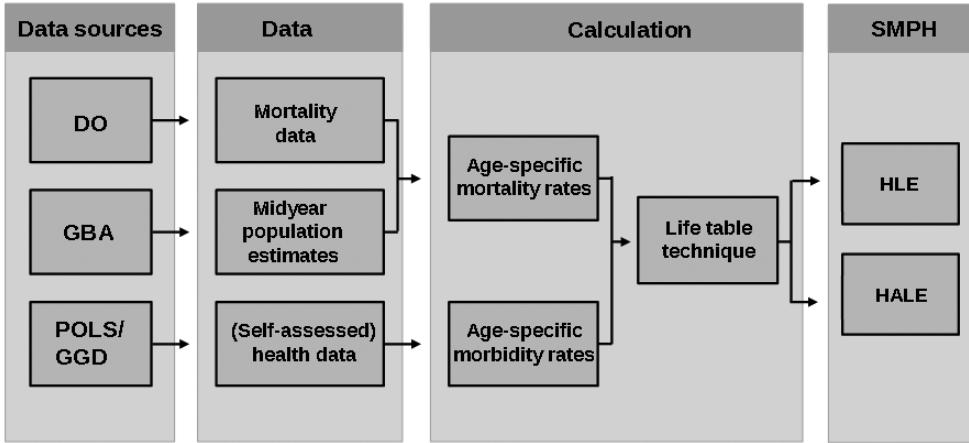 Data sources
Data
Calculation
SMPH
DO
Mortality
data
GBA
Midyear
population
estimates
POLS/
GGD
(Self-assessed)
health data
Age-specific
mortality rates
Age-specific
morbidity rates
Life table
technique
HLE
HALE